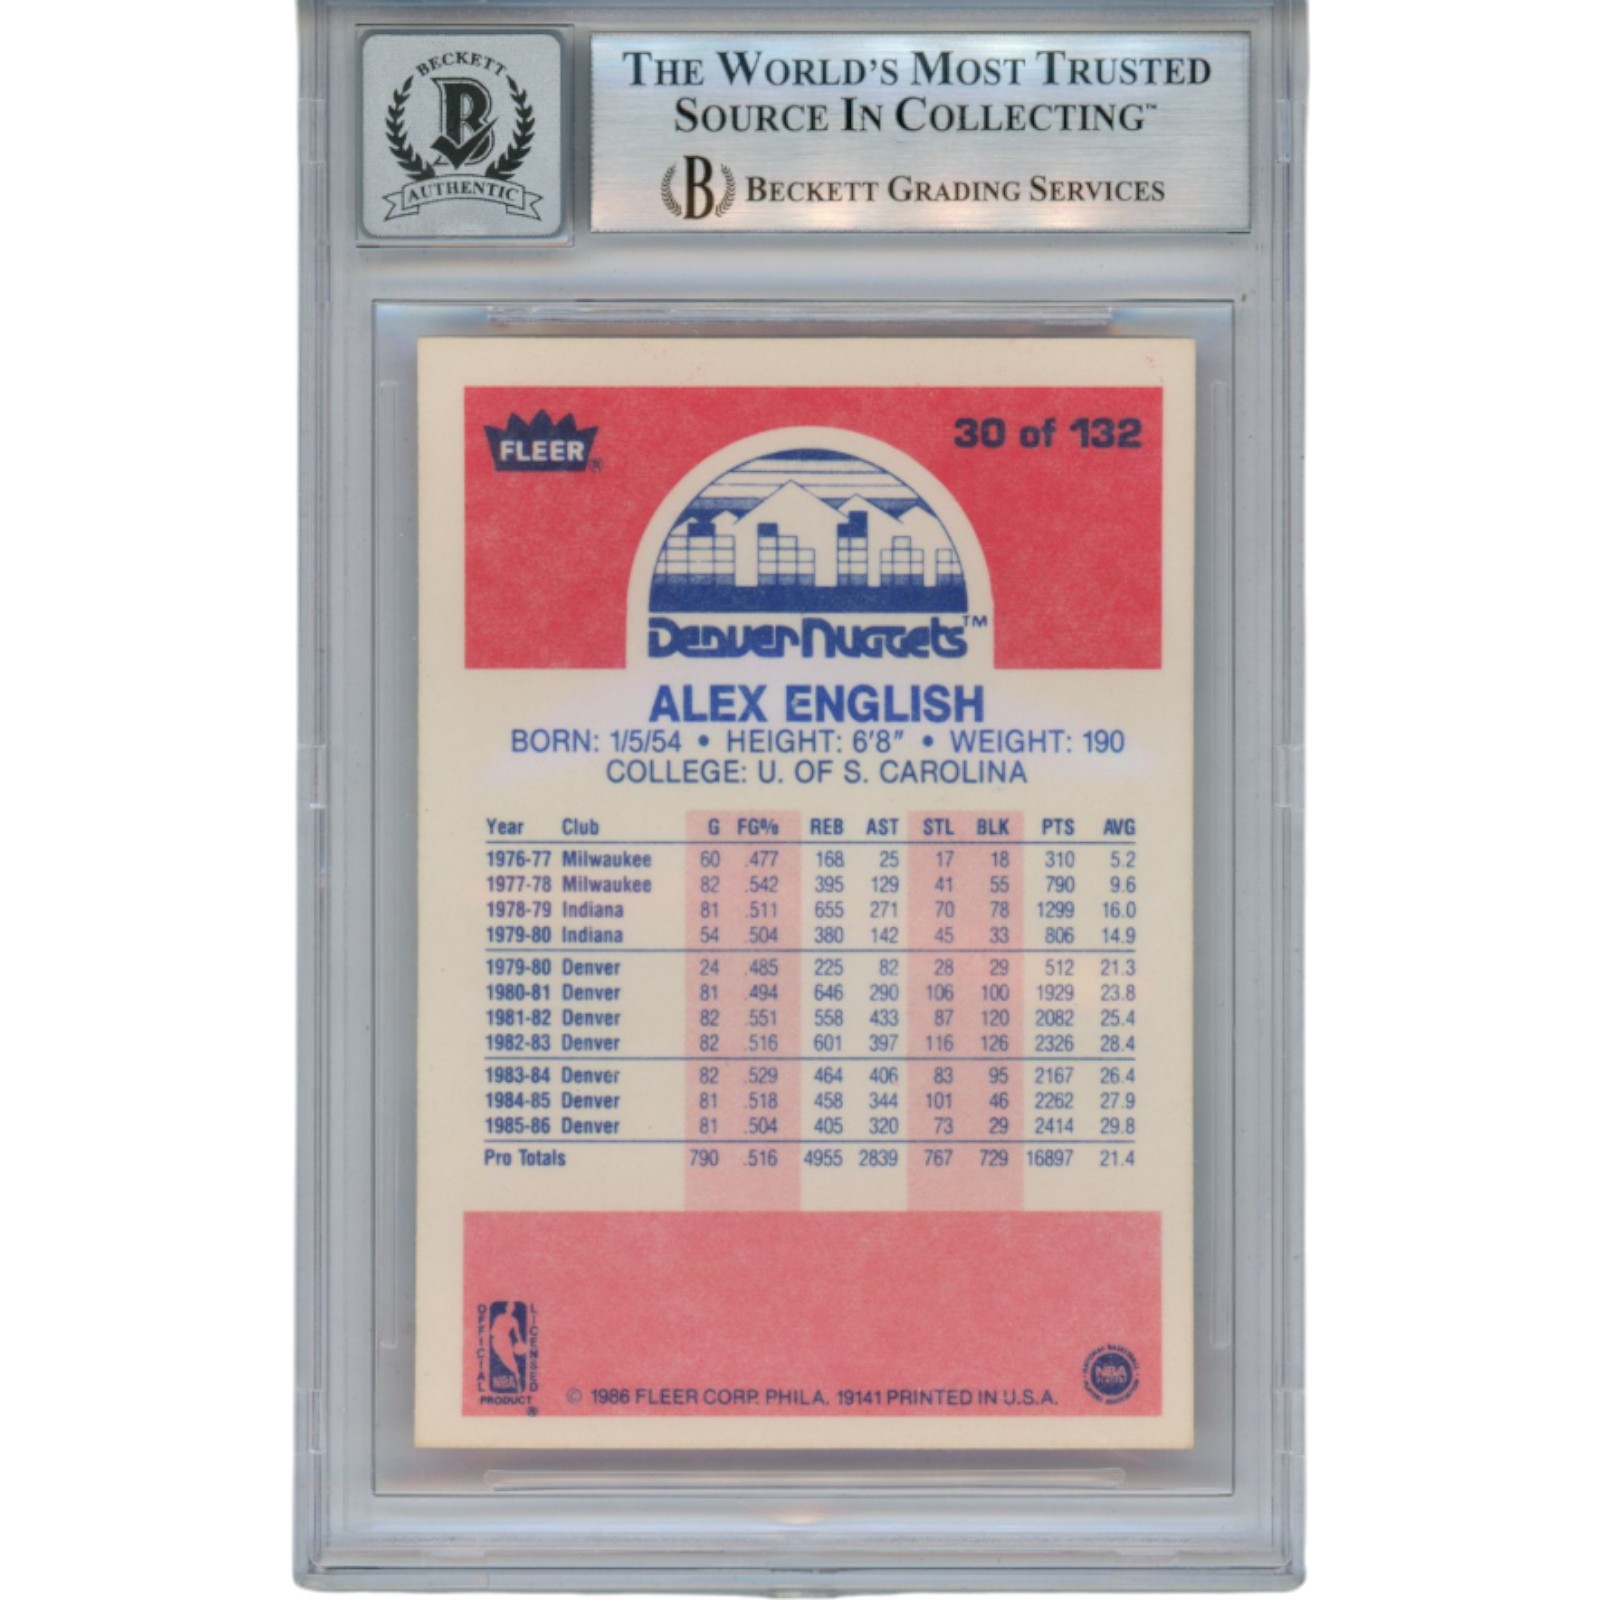 BECKETT
B
AUTHENTIC
THE WORLD'S MOST TRUSTED
SOURCE IN COLLECTING™
B BECKETT GRADING SERVICES
FLEER®
30 of 132
Denver Nuggets™
ALEX ENGLISH
BORN: 1/5/54 • HEIGHT: 6'8" • WEIGHT: 190
COLLEGE: U. OF S. CAROLINA
Year Club G FG% REB AST STL BLK PTS AVG
1976-77 Milwaukee 60 .477 168 25 17 18 310 5.2
1977-78 Milwaukee 82 .542 395 129 41 55 790 9.6
1978-79 Indiana 81 .511 655 271 70 78 1299 16.0
1979-80 Indiana 54 .504 380 142 45 33 806 14.9
1979-80 Denver 24 .485 225 82 28 29 512 21.3
1980-81 Denver 81 .494 646 290 106 100 1929 23.8
1981-82 Denver 82 .551 558 433 87 120 2082 25.4
1982-83 Denver 82 .516 601 397 116 126 2326 28.4
1983-84 Denver 82 .529 464 406 83 95 2167 26.4
1984-85 Denver 81 .518 458 344 101 46 2262 27.9
1985-86 Denver 81 .504 405 320 73 29 2414 29.8
Pro Totals 790 .516 4955 2839 767 729 16897 21.4
OFFICIAL
NBA
LICENSED
PRODUCT ®
© 1986 FLEER CORP. PHILA. 19141 PRINTED IN U.S.A.
NATIONAL BASKETBALL
NBA
PLAYERS
ASSOCIATION